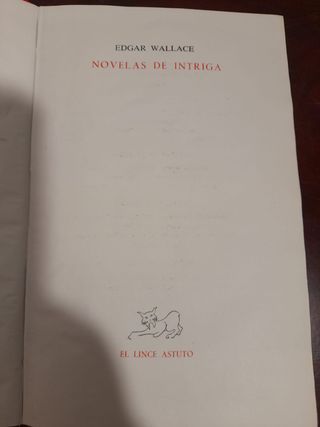 EDGAR WALLACE
NOVELAS DE INTRIGA
EL LINCE ASTUTO